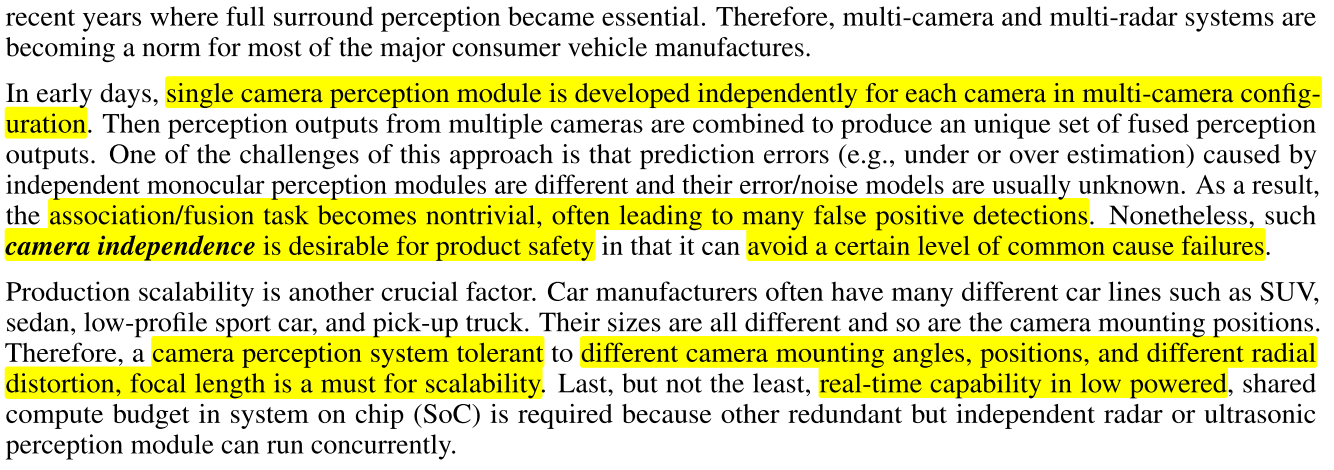 recent years where full surround perception became essential. Therefore, multi-camera and multi-radar systems are
becoming a norm for most of the major consumer vehicle manufactures.
In early days, single camera perception module is developed independently for each camera in multi-camera config-
uration. Then perception outputs from multiple cameras are combined to produce an unique set of fused perception
outputs. One of the challenges of this approach is that prediction errors (e.g., under or over estimation) caused by
independent monocular perception modules are different and their error/noise models are usually unknown. As a result,
the association/fusion task becomes nontrivial, often leading to many false positive detections. Nonetheless, such
camera independence is desirable for product safety in that it can avoid a certain level of common cause failures.
Production scalability is another crucial factor. Car manufacturers often have many different car lines such as SUV,
sedan, low-profile sport car, and pick-up truck. Their sizes are all different and so are the camera mounting positions.
Therefore, a camera perception system tolerant to different camera mounting angles, positions, and different radial
distortion, focal length is a must for scalability. Last, but not the least, real-time capability in low powered, shared
compute budget in system on chip (SoC) is required because other redundant but independent radar or ultrasonic
perception module can run concurrently.